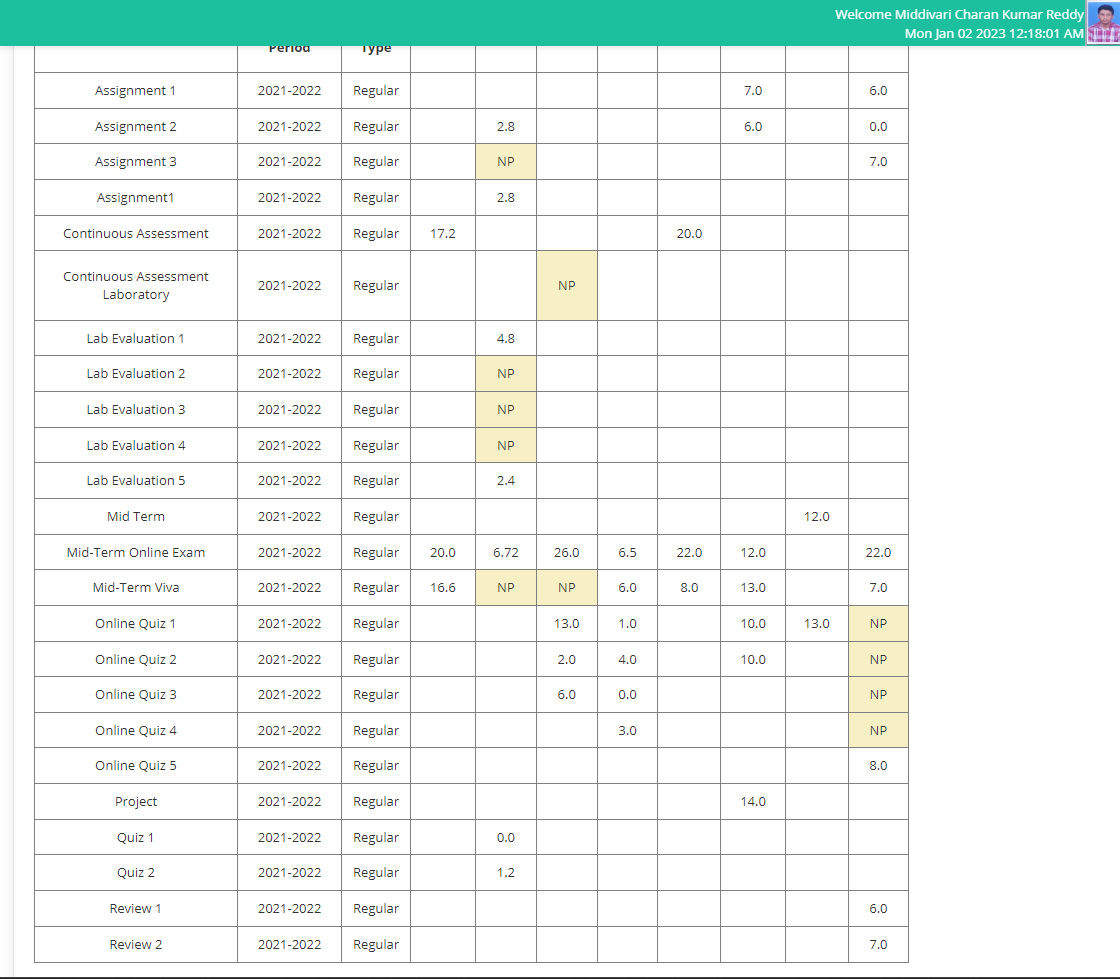 Welcome Middivari Charan Kumar Reddy
Mon Jan 02 2023 12:18:01 AM
Period Type
Assignment 1 2021-2022 Regular 7.0 6.0
Assignment 2 2021-2022 Regular 2.8 6.0 0.0
Assignment 3 2021-2022 Regular NP 7.0
Assignment1 2021-2022 Regular 2.8
Continuous Assessment 2021-2022 Regular 17.2 20.0
Continuous Assessment
Laboratory 2021-2022 Regular NP
Lab Evaluation 1 2021-2022 Regular 4.8
Lab Evaluation 2 2021-2022 Regular NP
Lab Evaluation 3 2021-2022 Regular NP
Lab Evaluation 4 2021-2022 Regular NP
Lab Evaluation 5 2021-2022 Regular 2.4
Mid Term 2021-2022 Regular 12.0
Mid-Term Online Exam 2021-2022 Regular 20.0 6.72 26.0 6.5 22.0 12.0 22.0
Mid-Term Viva 2021-2022 Regular 16.6 NP NP 6.0 8.0 13.0 7.0
Online Quiz 1 2021-2022 Regular 13.0 1.0 10.0 13.0 NP
Online Quiz 2 2021-2022 Regular 2.0 4.0 10.0 NP
Online Quiz 3 2021-2022 Regular 6.0 0.0 NP
Online Quiz 4 2021-2022 Regular 3.0 NP
Online Quiz 5 2021-2022 Regular 8.0
Project 2021-2022 Regular 14.0
Quiz 1 2021-2022 Regular 0.0
Quiz 2 2021-2022 Regular 1.2
Review 1 2021-2022 Regular 6.0
Review 2 2021-2022 Regular 7.0